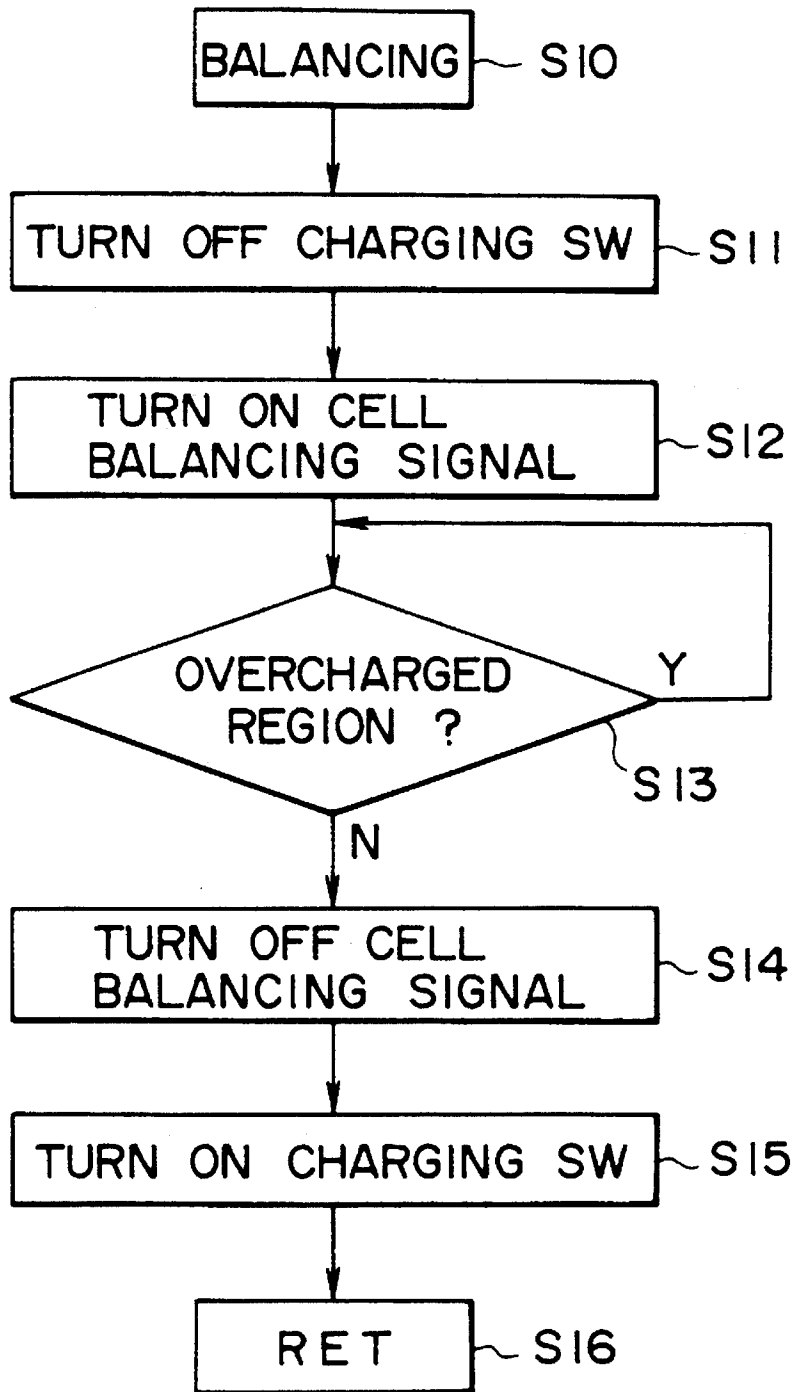 BALANCING S10
TURN OFF CHARGING SW S11
TURN ON CELL
BALANCING SIGNAL S12
OVERCHARGED
REGION ?
Y
S13
N
TURN OFF CELL
BALANCING SIGNAL S14
TURN ON CHARGING SW S15
RET S16